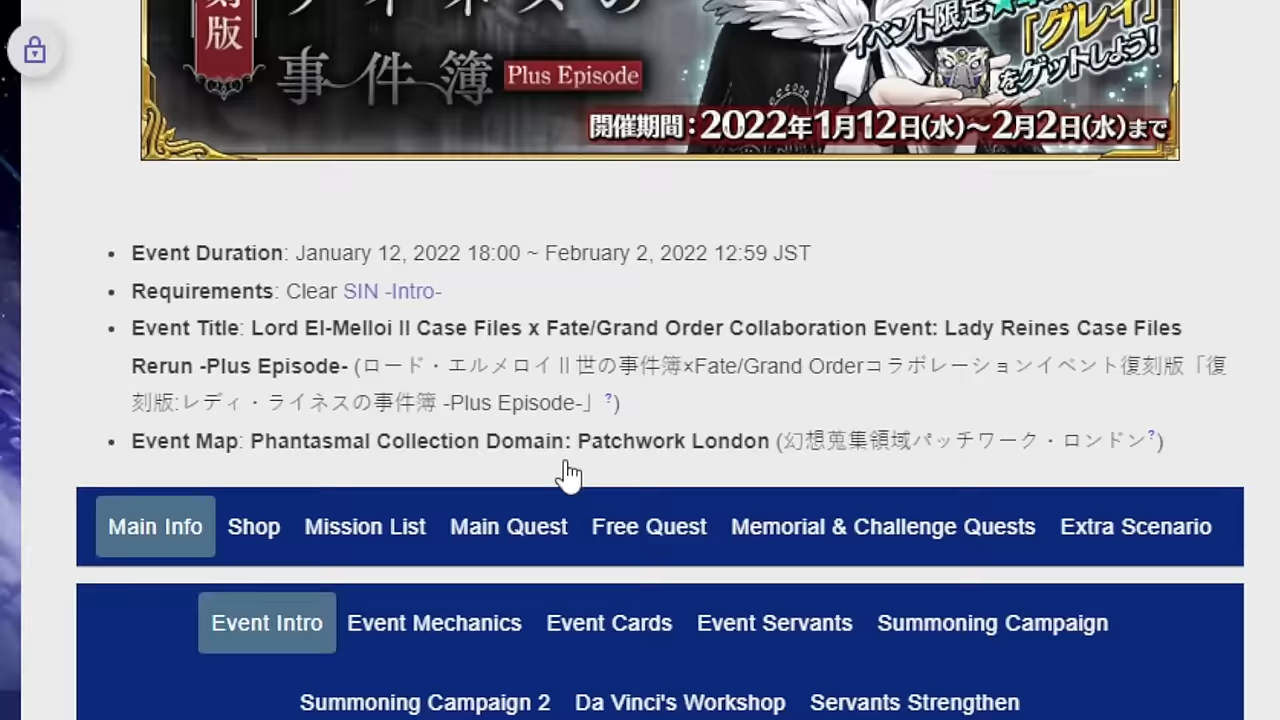 刻版
イネスの
事件簿 Plus Episode
イベント限定★4
「グレイ」
をゲットしよう!
開催期間:2022年1月12日(水)~2月2日(水)まで
Event Duration: January 12, 2022 18:00 ~ February 2, 2022 12:59 JST
Requirements: Clear SIN -Intro-
Event Title: Lord El-Melloi II Case Files x Fate/Grand Order Collaboration Event: Lady Reines Case Files
Rerun -Plus Episode- (ロード・エルメロイⅡ世の事件簿×Fate/Grand Orderコラボレーションイベント復刻版「復
刻版:レディ・ライネスの事件簿 -Plus Episode-」?)
Event Map: Phantasmal Collection Domain: Patchwork London (幻想蒐集領域パッチワーク・ロンドン?)
Main Info Shop Mission List Main Quest Free Quest Memorial & Challenge Quests Extra Scenario
Event Intro Event Mechanics Event Cards Event Servants Summoning Campaign
Summoning Campaign 2 Da Vinci's Workshop Servants Strengthen